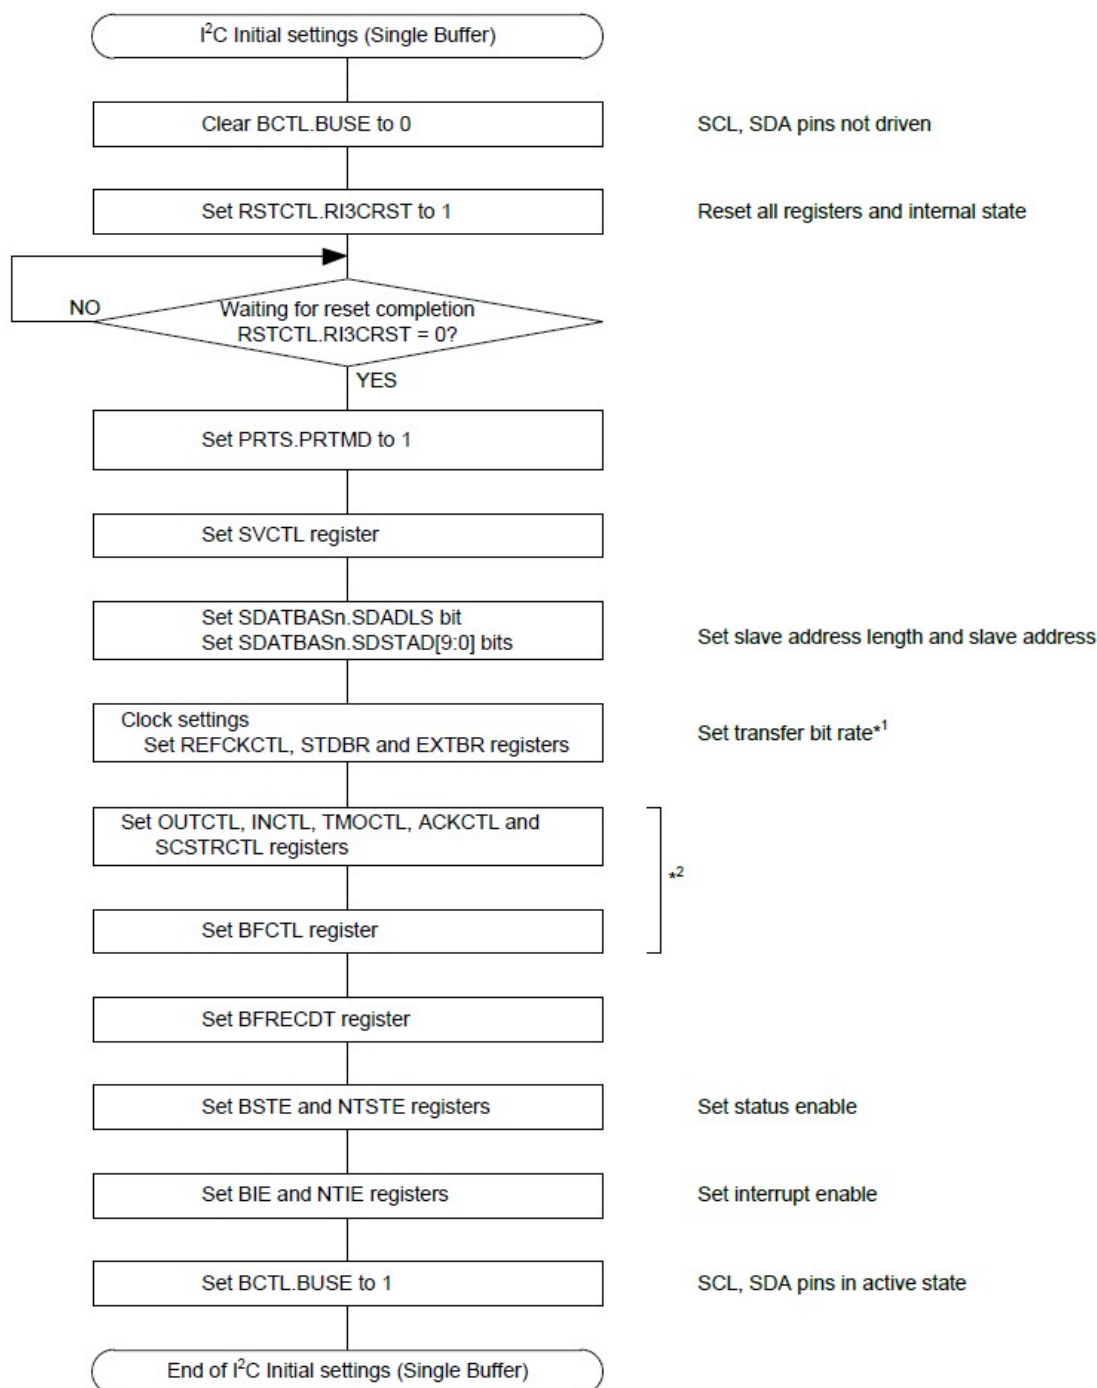 I²C Initial settings (Single Buffer)
Clear BCTL.BUSE to 0
SCL, SDA pins not driven
Set RSTCTL.RI3CRST to 1
Reset all registers and internal state
NO
Waiting for reset completion
RSTCTL.RI3CRST = 0?
YES
Set PRTS.PRTMD to 1
Set SVCTL register
Set SDATBASn.SDADLS bit
Set SDATBASn.SDSTAD[9:0] bits
Set slave address length and slave address
Clock settings
Set REFCKCTL, STDBR and EXTBR registers
Set transfer bit rate*¹
Set OUTCTL, INCTL, TMOCTL, ACKCTL and
SCSTRCTL registers
*²
Set BFCTL register
Set BFRECDT register
Set BSTE and NTSTE registers
Set status enable
Set BIE and NTIE registers
Set interrupt enable
Set BCTL.BUSE to 1
SCL, SDA pins in active state
End of I²C Initial settings (Single Buffer)